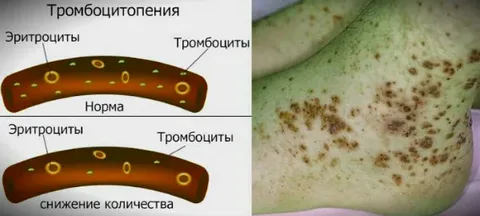 Тромбоцитопения
Эритроциты
Тромбоциты
Норма
Эритроциты
Тромбоциты
снижение количества